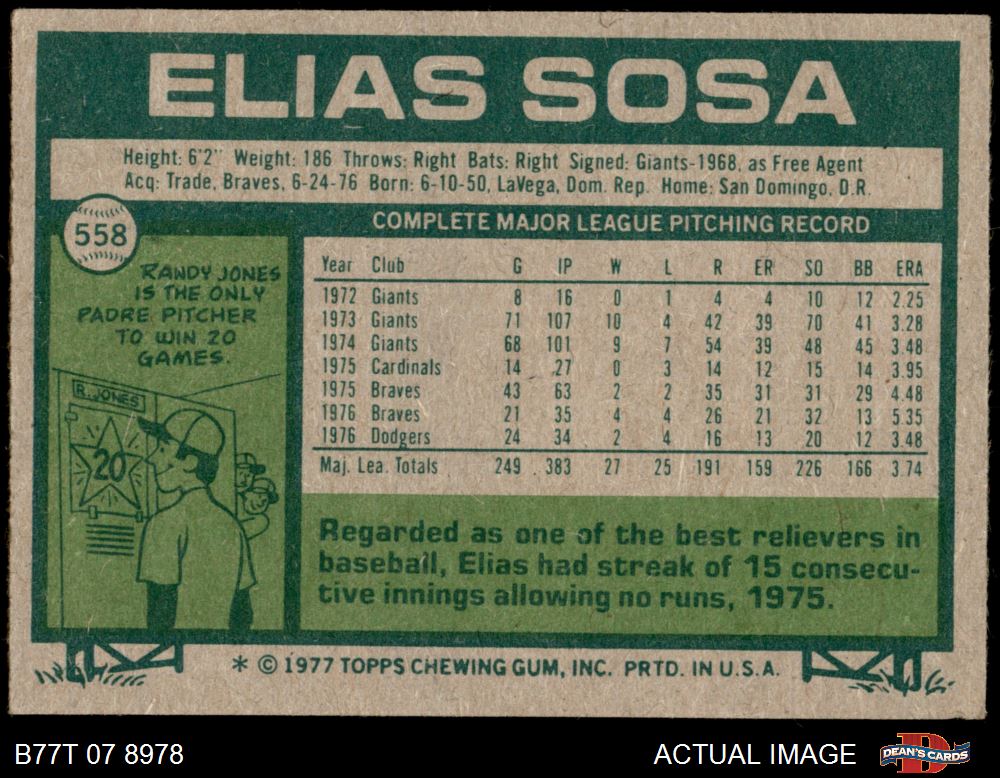 ELIAS SOSA
Height: 6'2" Weight: 186 Throws: Right Bats: Right Signed: Giants-1968, as Free Agent
Acq: Trade, Braves, 6-24-76 Born: 6-10-50, LaVega, Dom. Rep. Home: San Domingo, D.R.
558
RANDY JONES
IS THE ONLY
PADRE PITCHER
TO WIN 20
GAMES.
R. JONES
20
COMPLETE MAJOR LEAGUE PITCHING RECORD
Year Club G IP W L R ER SO BB ERA
1972 Giants 8 16 0 1 4 4 10 12 2.25
1973 Giants 71 107 10 4 42 39 70 41 3.28
1974 Giants 68 101 9 7 54 39 48 45 3.48
1975 Cardinals 14 27 0 3 14 12 15 14 3.95
1975 Braves 43 63 2 2 35 31 31 29 4.48
1976 Braves 21 35 4 4 26 21 32 13 5.35
1976 Dodgers 24 34 2 4 16 13 20 12 3.48
Maj. Lea. Totals 249 383 27 25 191 159 226 166 3.74
Regarded as one of the best relievers in
baseball, Elias had streak of 15 consecu-
tive innings allowing no runs, 1975.
* © 1977 TOPPS CHEWING GUM, INC. PRTD. IN U.S.A.
B77T 07 8978
ACTUAL IMAGE
DEAN'S CARDS